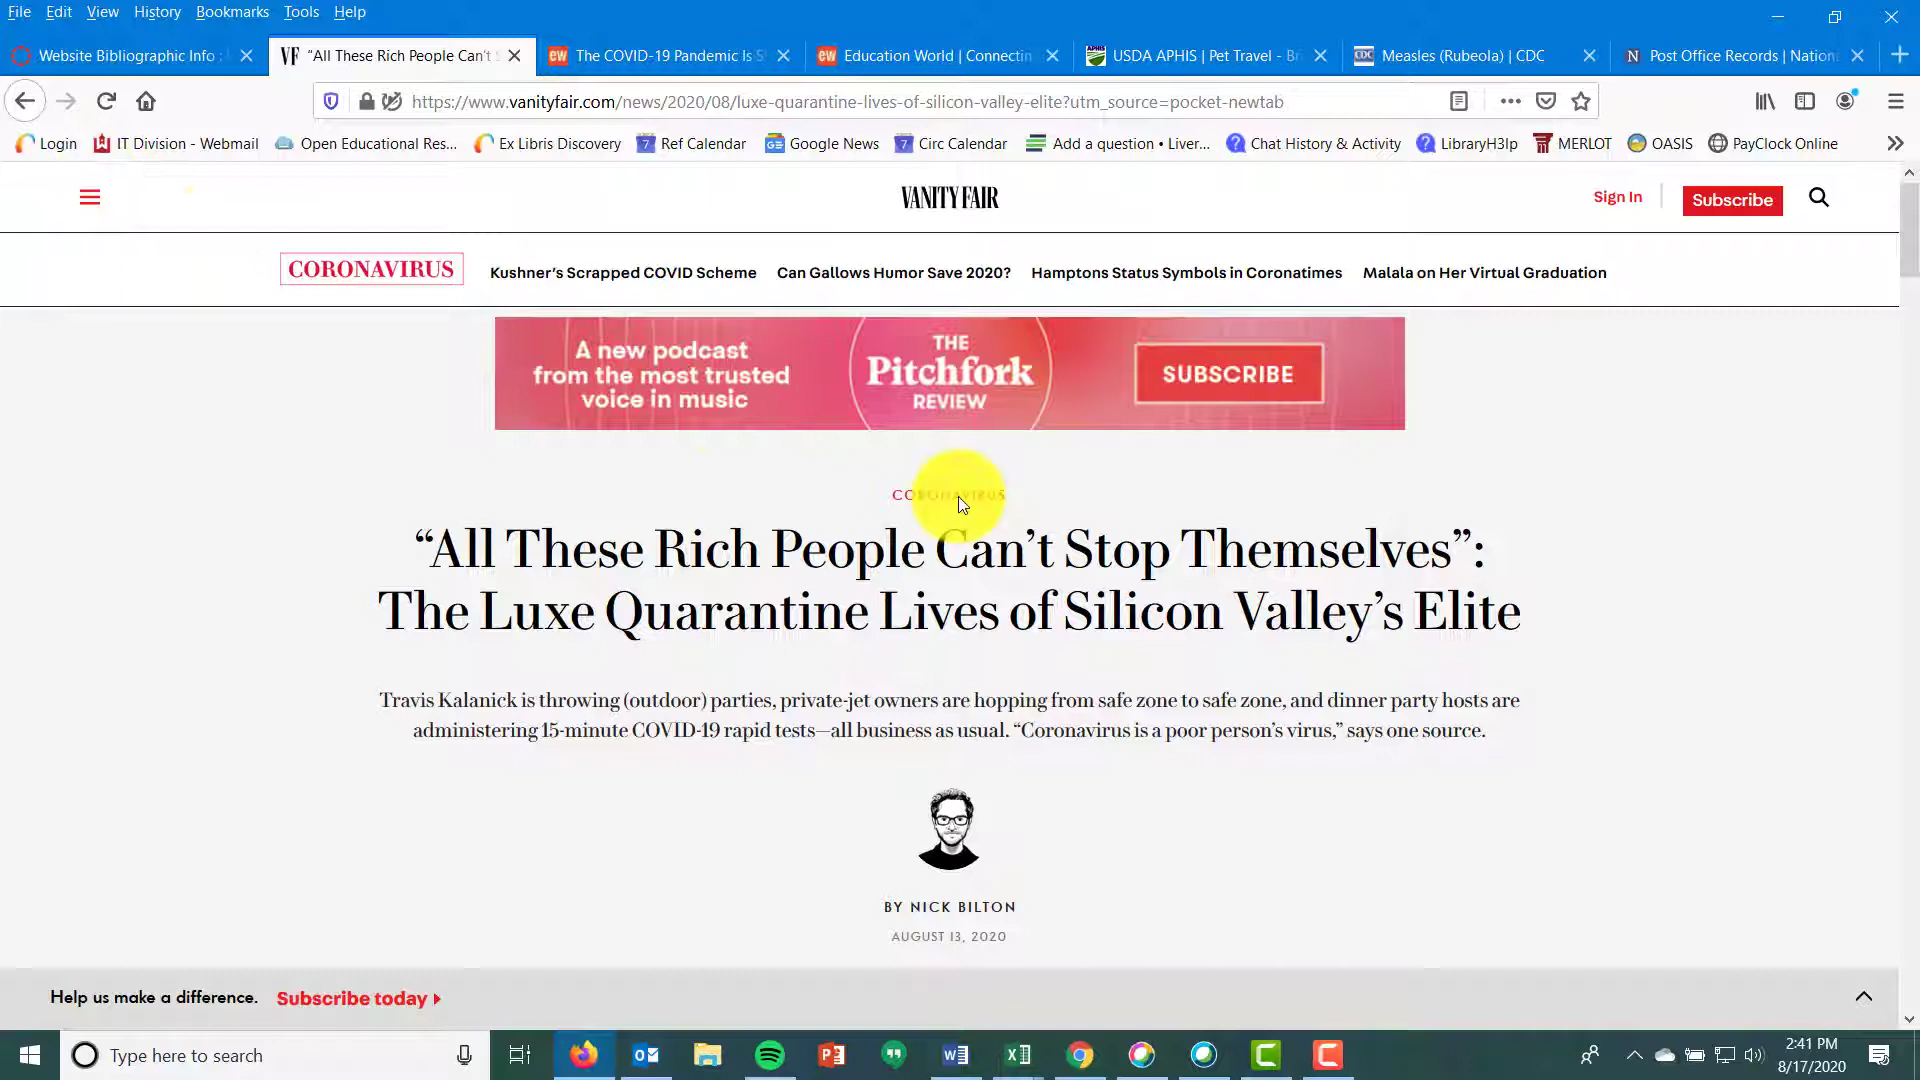 File Edit View History Bookmarks Tools Help
Website Bibliographic Info :
VF "All These Rich People Can't
ew The COVID-19 Pandemic Is
ew Education World | Connectin
APHIS USDA APHIS | Pet Travel - Br
CDC Measles (Rubeola) | CDC
N Post Office Records | Nation
https://www.vanityfair.com/news/2020/08/luxe-quarantine-lives-of-silicon-valley-elite?utm_source=pocket-newtab
Login IT Division - Webmail Open Educational Res... Ex Libris Discovery 7 Ref Calendar Google News 7 Circ Calendar Add a question • Liver... Chat History & Activity LibraryH3lp MERLOT OASIS PayClock Online
VANITY FAIR
Sign In Subscribe
CORONAVIRUS Kushner's Scrapped COVID Scheme Can Gallows Humor Save 2020? Hamptons Status Symbols in Coronatimes Malala on Her Virtual Graduation
A new podcast
from the most trusted
voice in music
THE
Pitchfork
REVIEW
SUBSCRIBE
CORONAVIRUS
“All These Rich People Can’t Stop Themselves”:
The Luxe Quarantine Lives of Silicon Valley’s Elite
Travis Kalanick is throwing (outdoor) parties, private-jet owners are hopping from safe zone to safe zone, and dinner party hosts are
administering 15-minute COVID-19 rapid tests—all business as usual. “Coronavirus is a poor person’s virus,” says one source.
BY NICK BILTON
AUGUST 13, 2020
Help us make a difference. Subscribe today
Type here to search
2:41 PM
8/17/2020